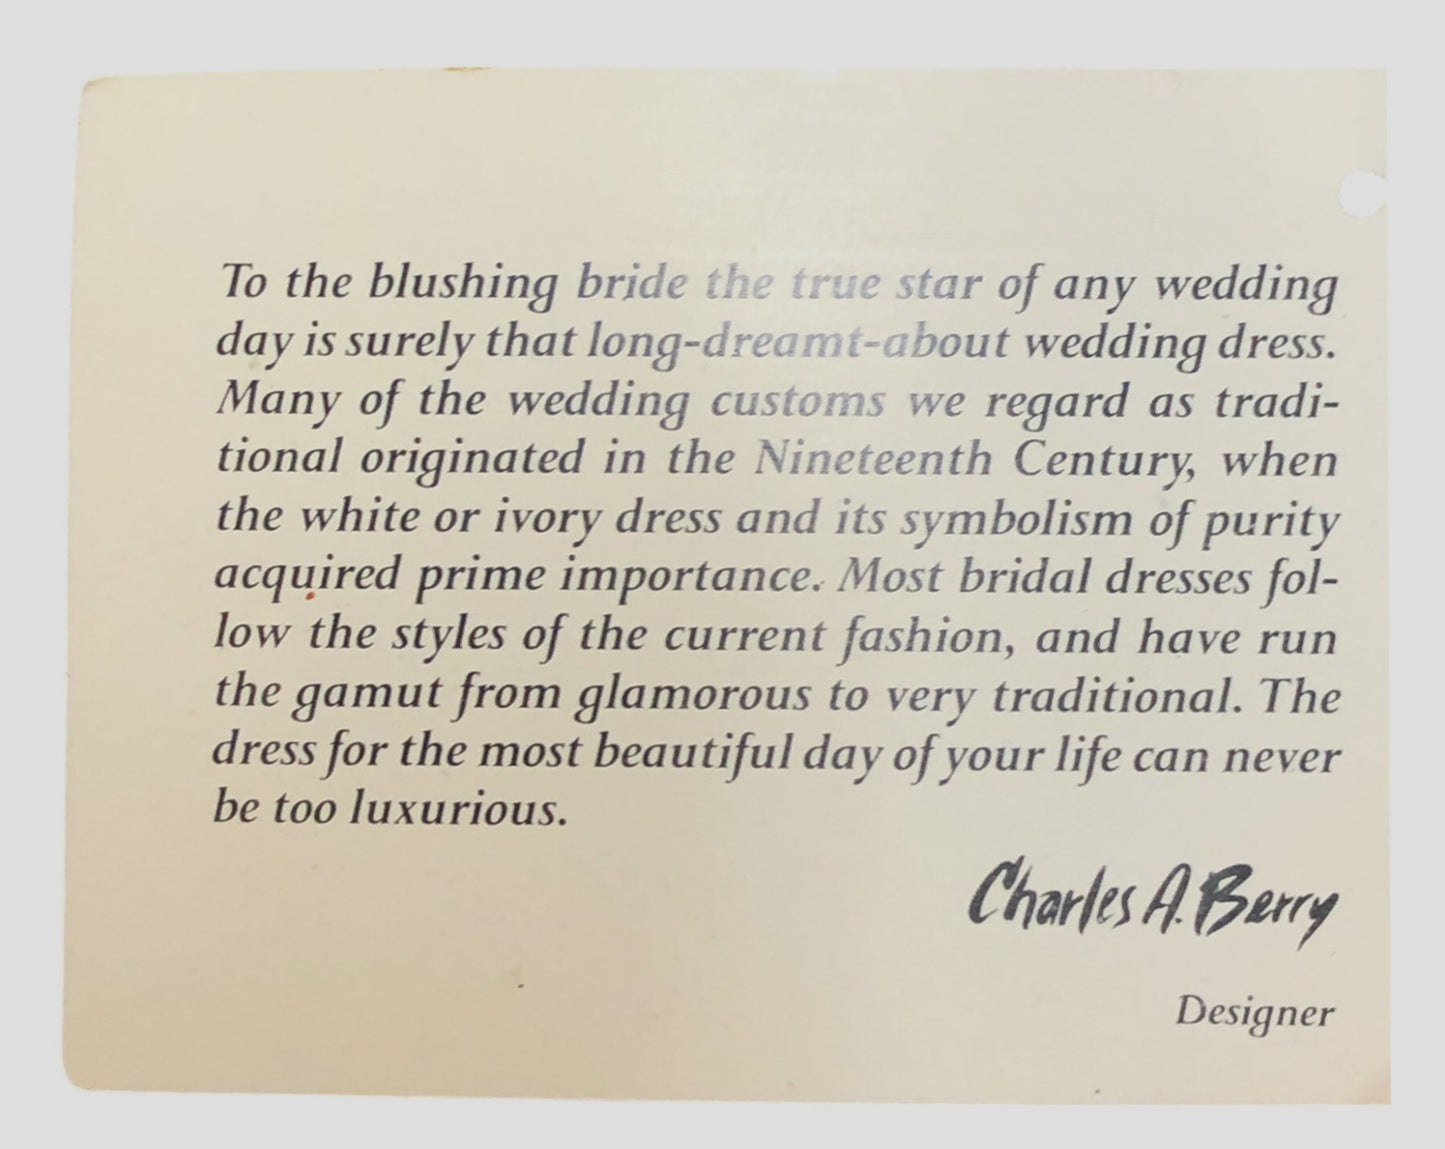 To the blushing bride the true star of any wedding
day is surely that long-dreamt-about wedding dress.
Many of the wedding customs we regard as tradi-
tional originated in the Nineteenth Century, when
the white or ivory dress and its symbolism of purity
acquired prime importance. Most bridal dresses fol-
low the styles of the current fashion, and have run
the gamut from glamorous to very traditional. The
dress for the most beautiful day of your life can never
be too luxurious.
Charles A. Berry
Designer